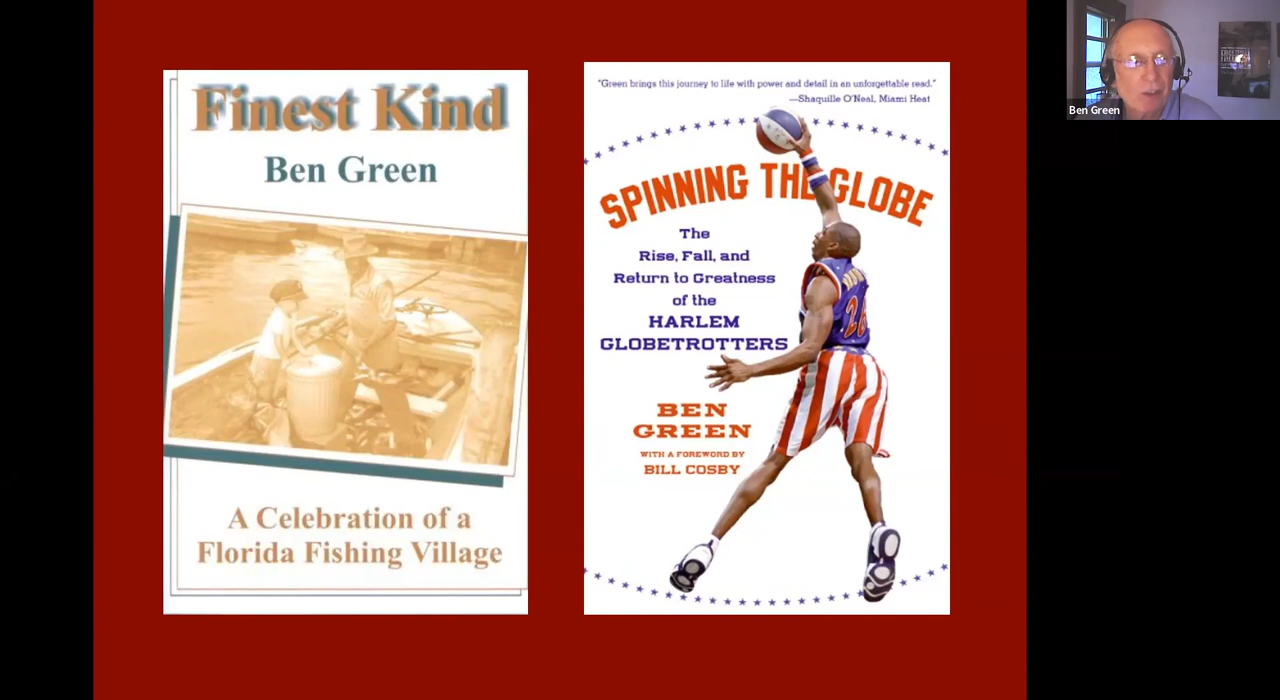 Finest Kind
Ben Green
A Celebration of a
Florida Fishing Village
“Green brings this journey to life with power and detail in an unforgettable read.”
—Shaquille O’Neal, Miami Heat
SPINNING THE GLOBE
The
Rise, Fall, and
Return to Greatness
of the
HARLEM
GLOBETROTTERS
BEN
GREEN
WITH A FOREWORD BY
BILL COSBY
Ben Green